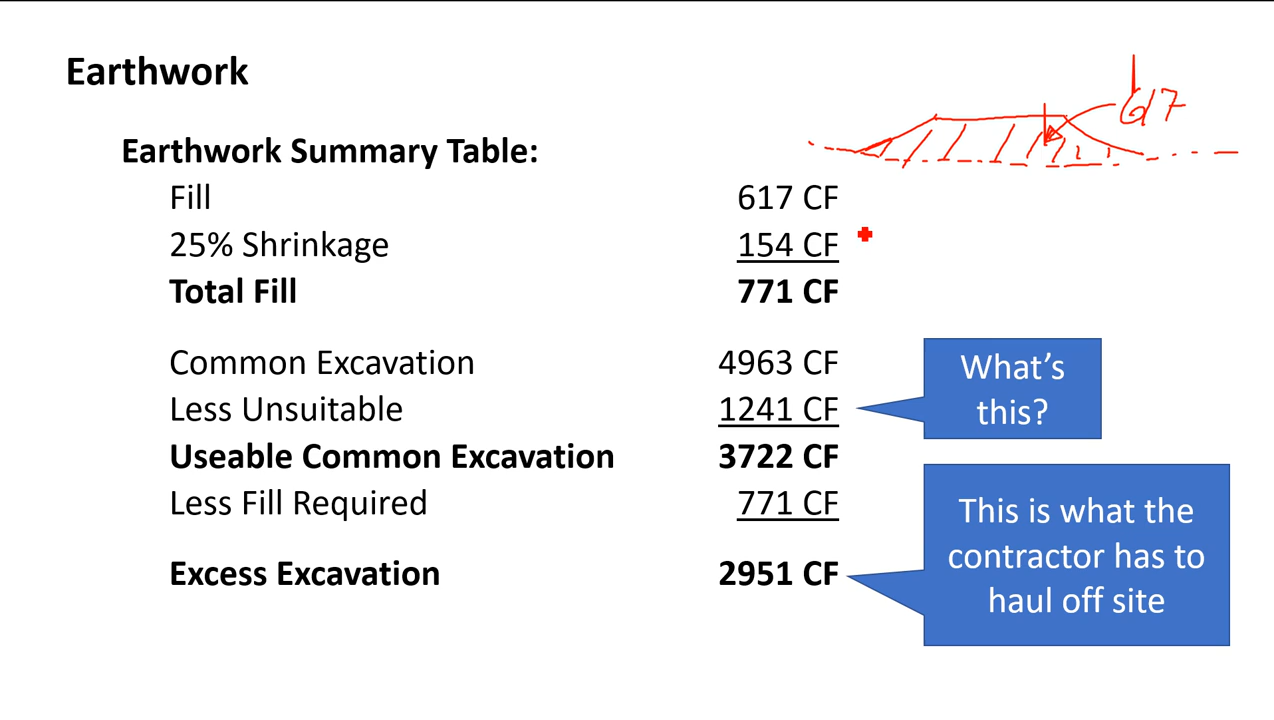 Earthwork
617
Earthwork Summary Table:
Fill 617 CF
25% Shrinkage 154 CF
Total Fill 771 CF
Common Excavation 4963 CF
Less Unsuitable 1241 CF
Useable Common Excavation 3722 CF
Less Fill Required 771 CF
Excess Excavation 2951 CF
What's
this?
This is what the
contractor has to
haul off site